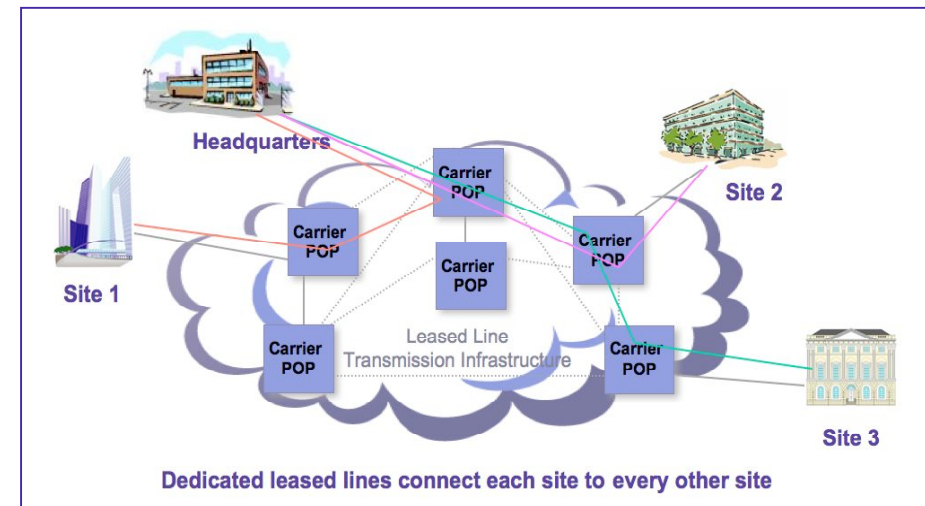 Headquarters
Site 2
Carrier
POP
Carrier
POP
Carrier
POP
Carrier
POP
Site 1
Carrier
POP
Carrier
POP
Leased Line
Transmission Infrastructure
Site 3
Dedicated leased lines connect each site to every other site